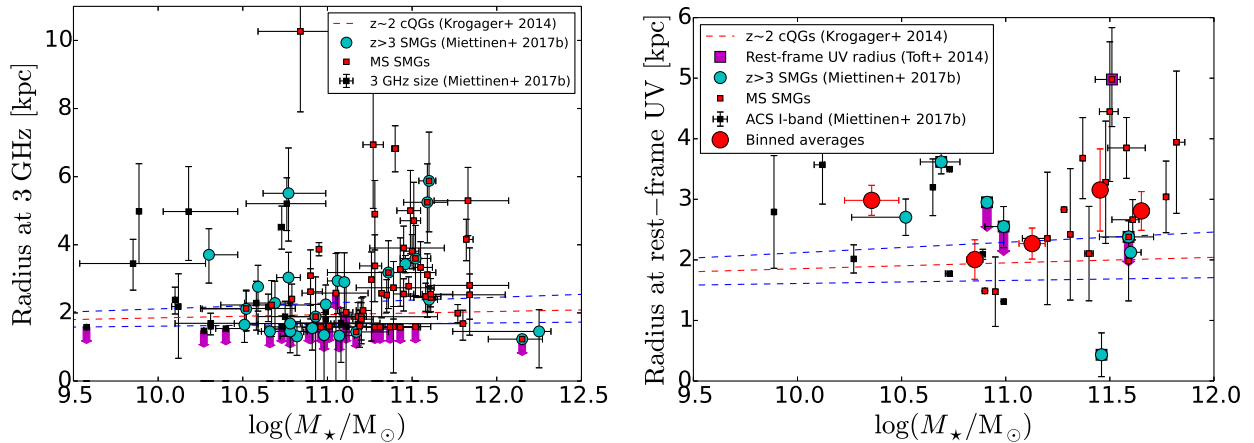 z~2 cQGs (Krogager+ 2014)
z>3 SMGs (Miettinen+ 2017b)
MS SMGs
3 GHz size (Miettinen+ 2017b)
Radius at 3 GHz [kpc]
10
8
6
4
2
0
9.5 10.0 10.5 11.0 11.5 12.0 12.5
log(M⋆/M⊙)
z~2 cQGs (Krogager+ 2014)
Rest-frame UV radius (Toft+ 2014)
z>3 SMGs (Miettinen+ 2017b)
MS SMGs
ACS I-band (Miettinen+ 2017b)
Binned averages
Radius at rest−frame UV [kpc]
6
5
4
3
2
1
0
10.0 10.5 11.0 11.5 12.0
log(M⋆/M⊙)